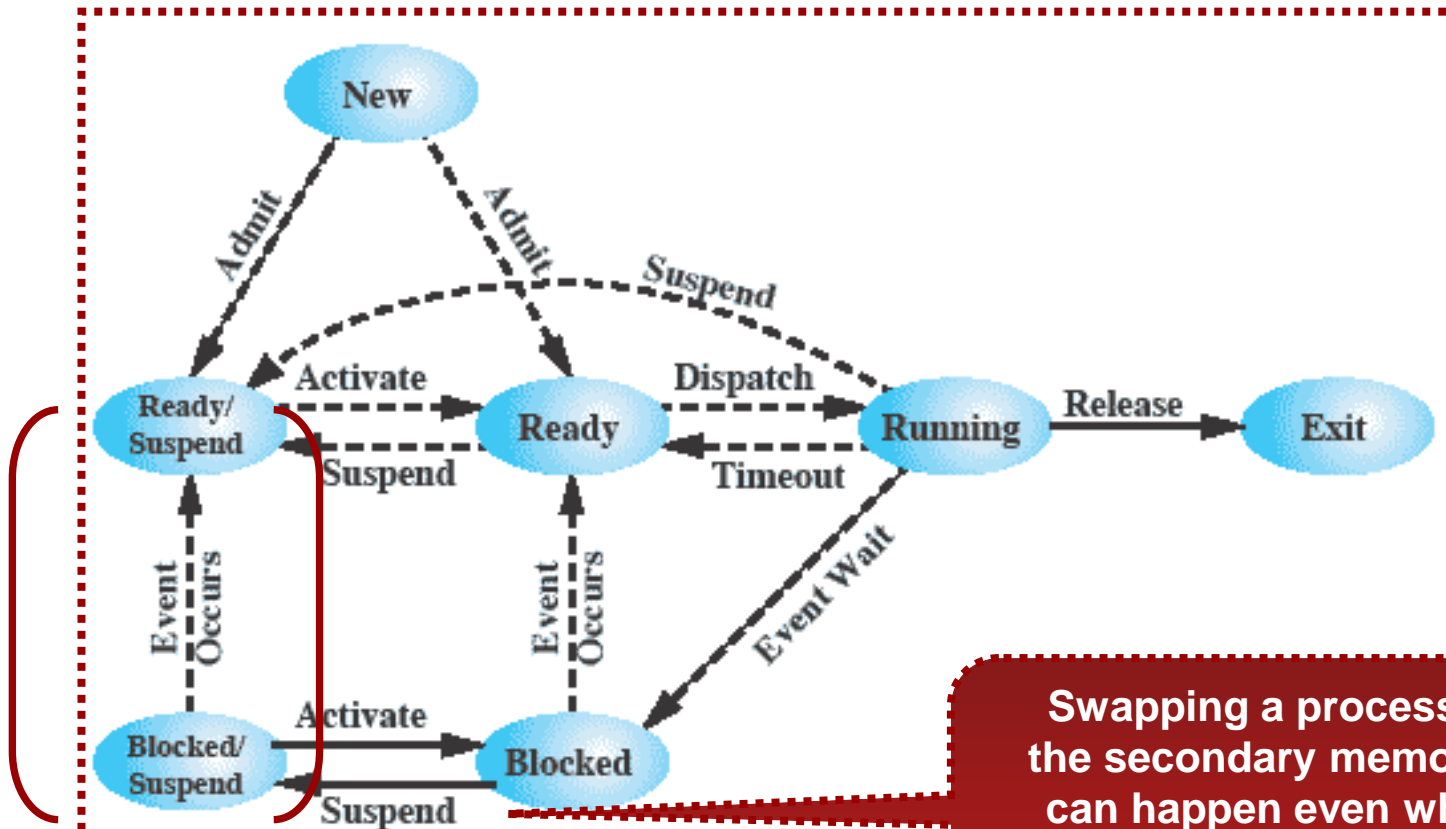 New
Admit
Admit
Suspend
Activate
Dispatch
Release
Ready/
Suspend
Ready
Running
Exit
Suspend
Timeout
Event
Occurs
Event
Occurs
Event Wait
Activate
Blocked/
Suspend
Blocked
Suspend
Swapping a process
the secondary memo
can happen even wh